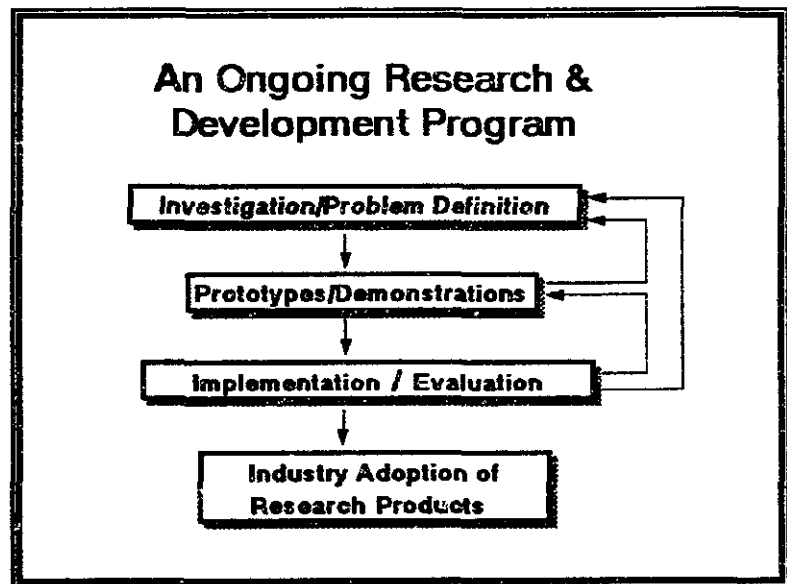 An Ongoing Research &
Development Program
Investigation/Problem Definition
Prototypes/Demonstrations
Implementation / Evaluation
Industry Adoption of
Research Products